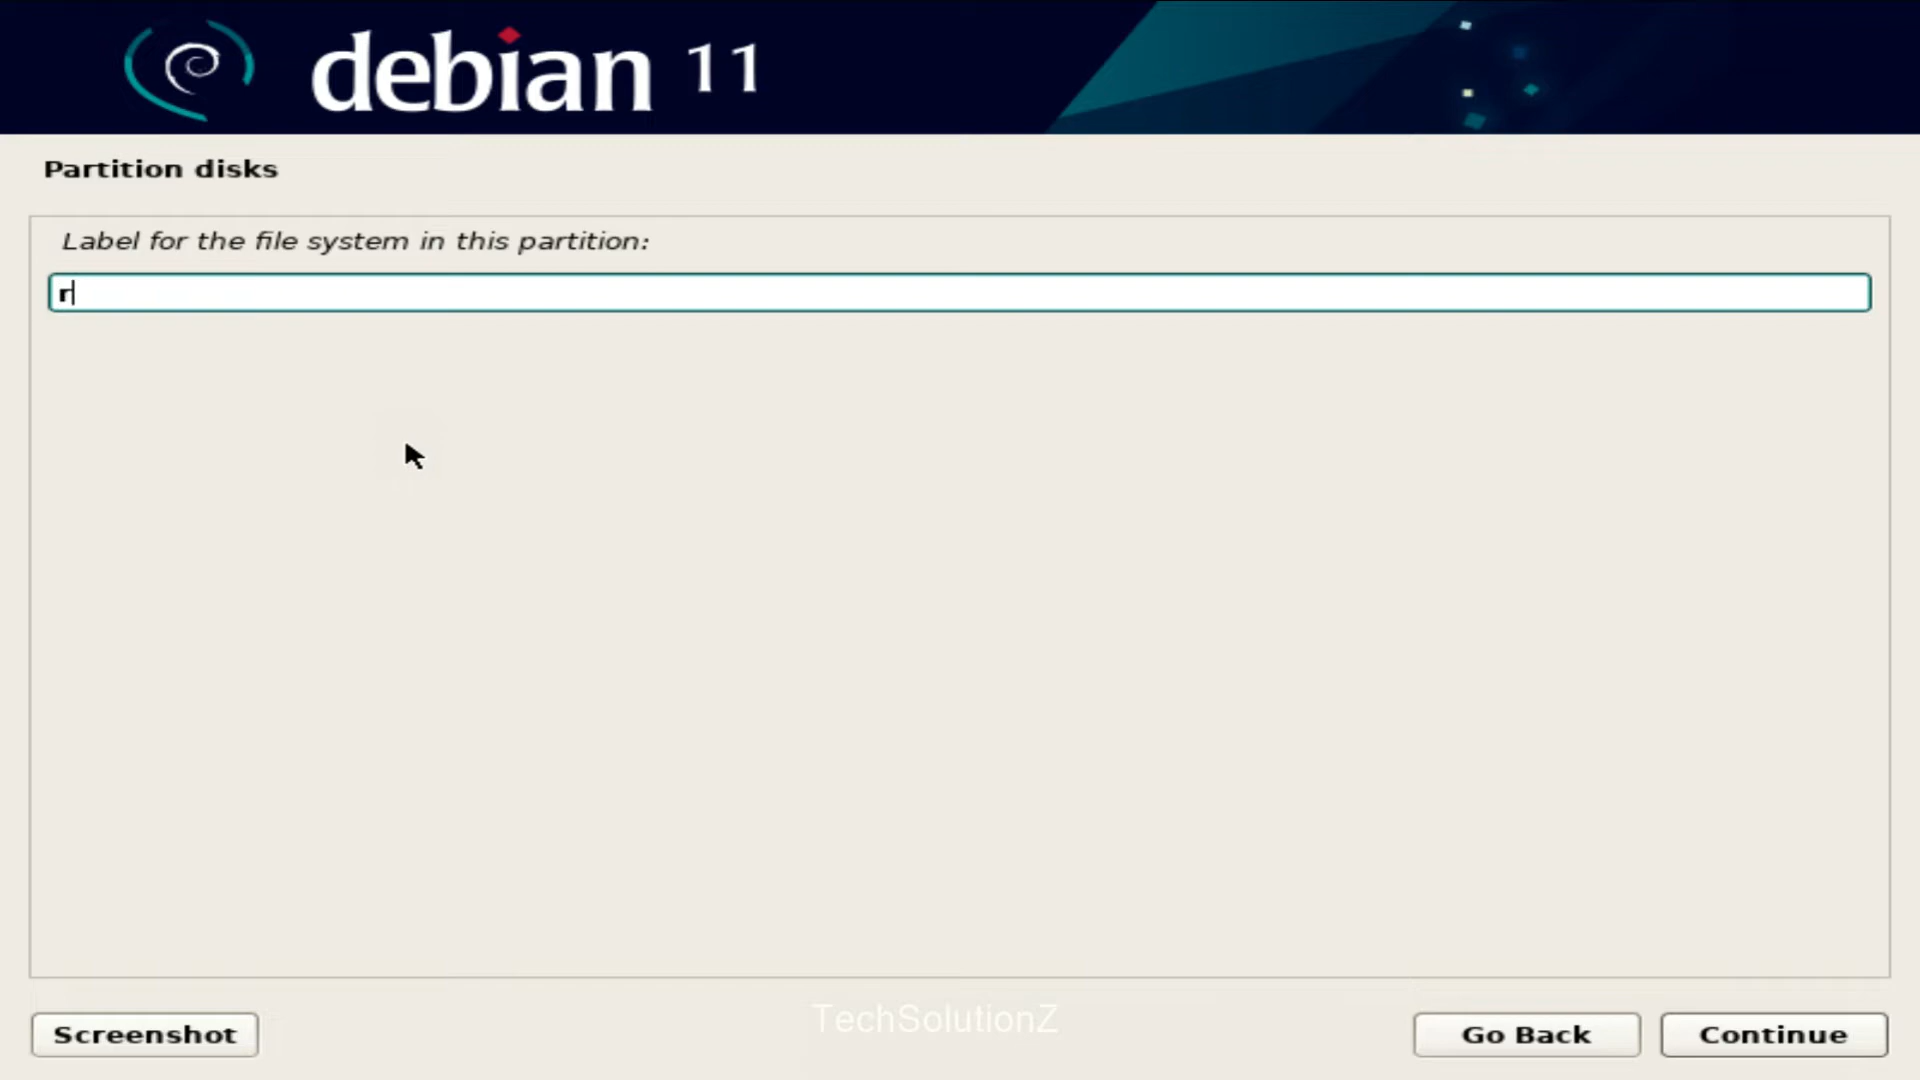 debian 11
Partition disks
Label for the file system in this partition:
r
TechSolutionZ
Screenshot
Go Back
Continue